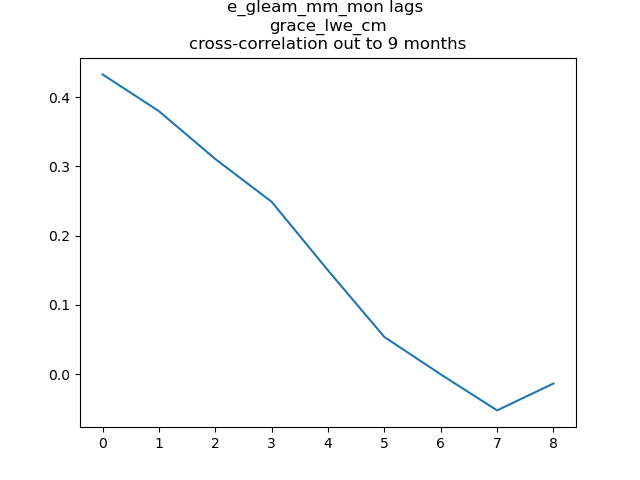 e_gleam_mm_mon lags
grace_lwe_cm
cross-correlation out to 9 months
0.4
0.3
0.2
0.1
0.0
0 1 2 3 4 5 6 7 8